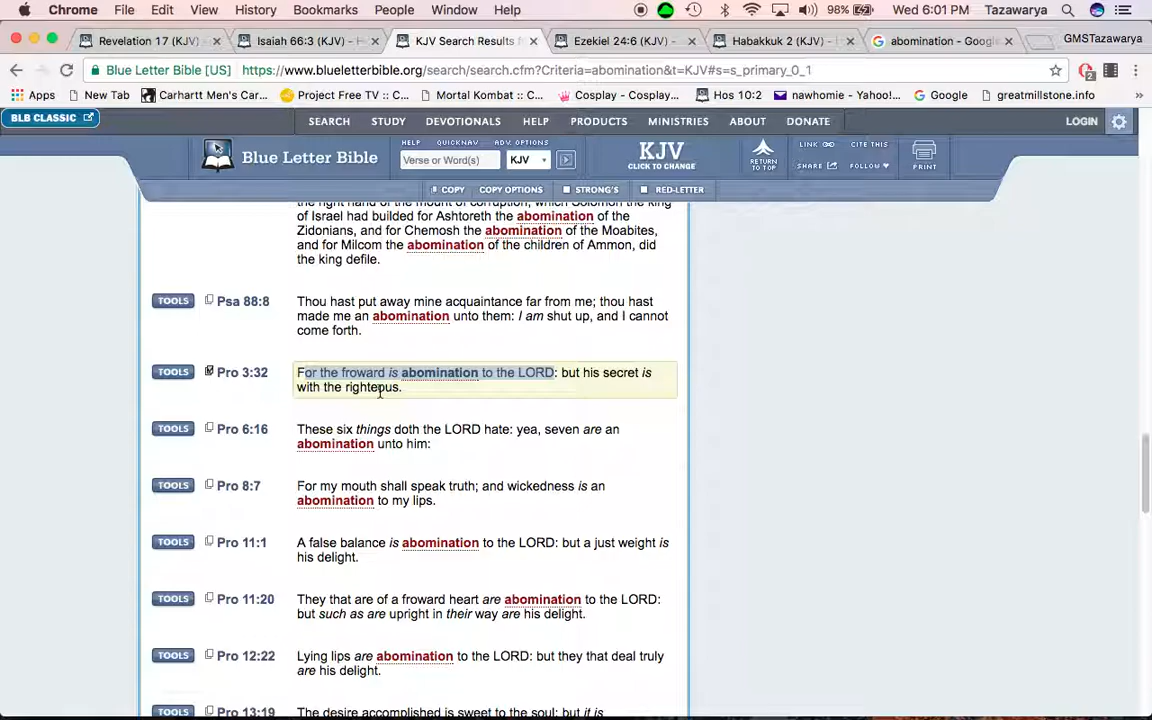 Chrome File Edit View History Bookmarks People Window Help 98% Wed 6:01 PM Tazawarya
Revelation 17 (KJV) - Isaiah 66:3 (KJV) - H KJV Search Results f Ezekiel 24:6 (KJV) - Habakkuk 2 (KJV) - abomination - Google GMSTazawarya
Blue Letter Bible [US] https://www.blueletterbible.org/search/search.cfm?Criteria=abomination&t=KJV#s=s_primary_0_1 2
Apps New Tab Carhartt Men's Car... Project Free TV :: C... Mortal Kombat :: C... Cosplay - Cosplay... Hos 10:2 nawhomie - Yahoo!... Google greatmillstone.info »
BLB CLASSIC SEARCH STUDY DEVOTIONALS HELP PRODUCTS MINISTRIES ABOUT DONATE LOGIN
HELP QUICKNAV ADV. OPTIONS
Blue Letter Bible Verse or Word(s) KJV KJV CLICK TO CHANGE RETURN TO TOP LINK CITE THIS SHARE FOLLOW PRINT
COPY COPY OPTIONS STRONG'S RED-LETTER
the right hand of the mount of corruption, which Solomon the king
of Israel had builded for Ashtoreth the abomination of the
Zidonians, and for Chemosh the abomination of the Moabites,
and for Milcom the abomination of the children of Ammon, did
the king defile.
TOOLS Psa 88:8 Thou hast put away mine acquaintance far from me; thou hast
made me an abomination unto them: I am shut up, and I cannot
come forth.
TOOLS Pro 3:32 For the froward is abomination to the LORD: but his secret is
with the righteous.
TOOLS Pro 6:16 These six things doth the LORD hate: yea, seven are an
abomination unto him:
TOOLS Pro 8:7 For my mouth shall speak truth; and wickedness is an
abomination to my lips.
TOOLS Pro 11:1 A false balance is abomination to the LORD: but a just weight is
his delight.
TOOLS Pro 11:20 They that are of a froward heart are abomination to the LORD:
but such as are upright in their way are his delight.
TOOLS Pro 12:22 Lying lips are abomination to the LORD: but they that deal truly
are his delight.
TOOLS Pro 13:19 The desire accomplished is sweet to the soul: but it is